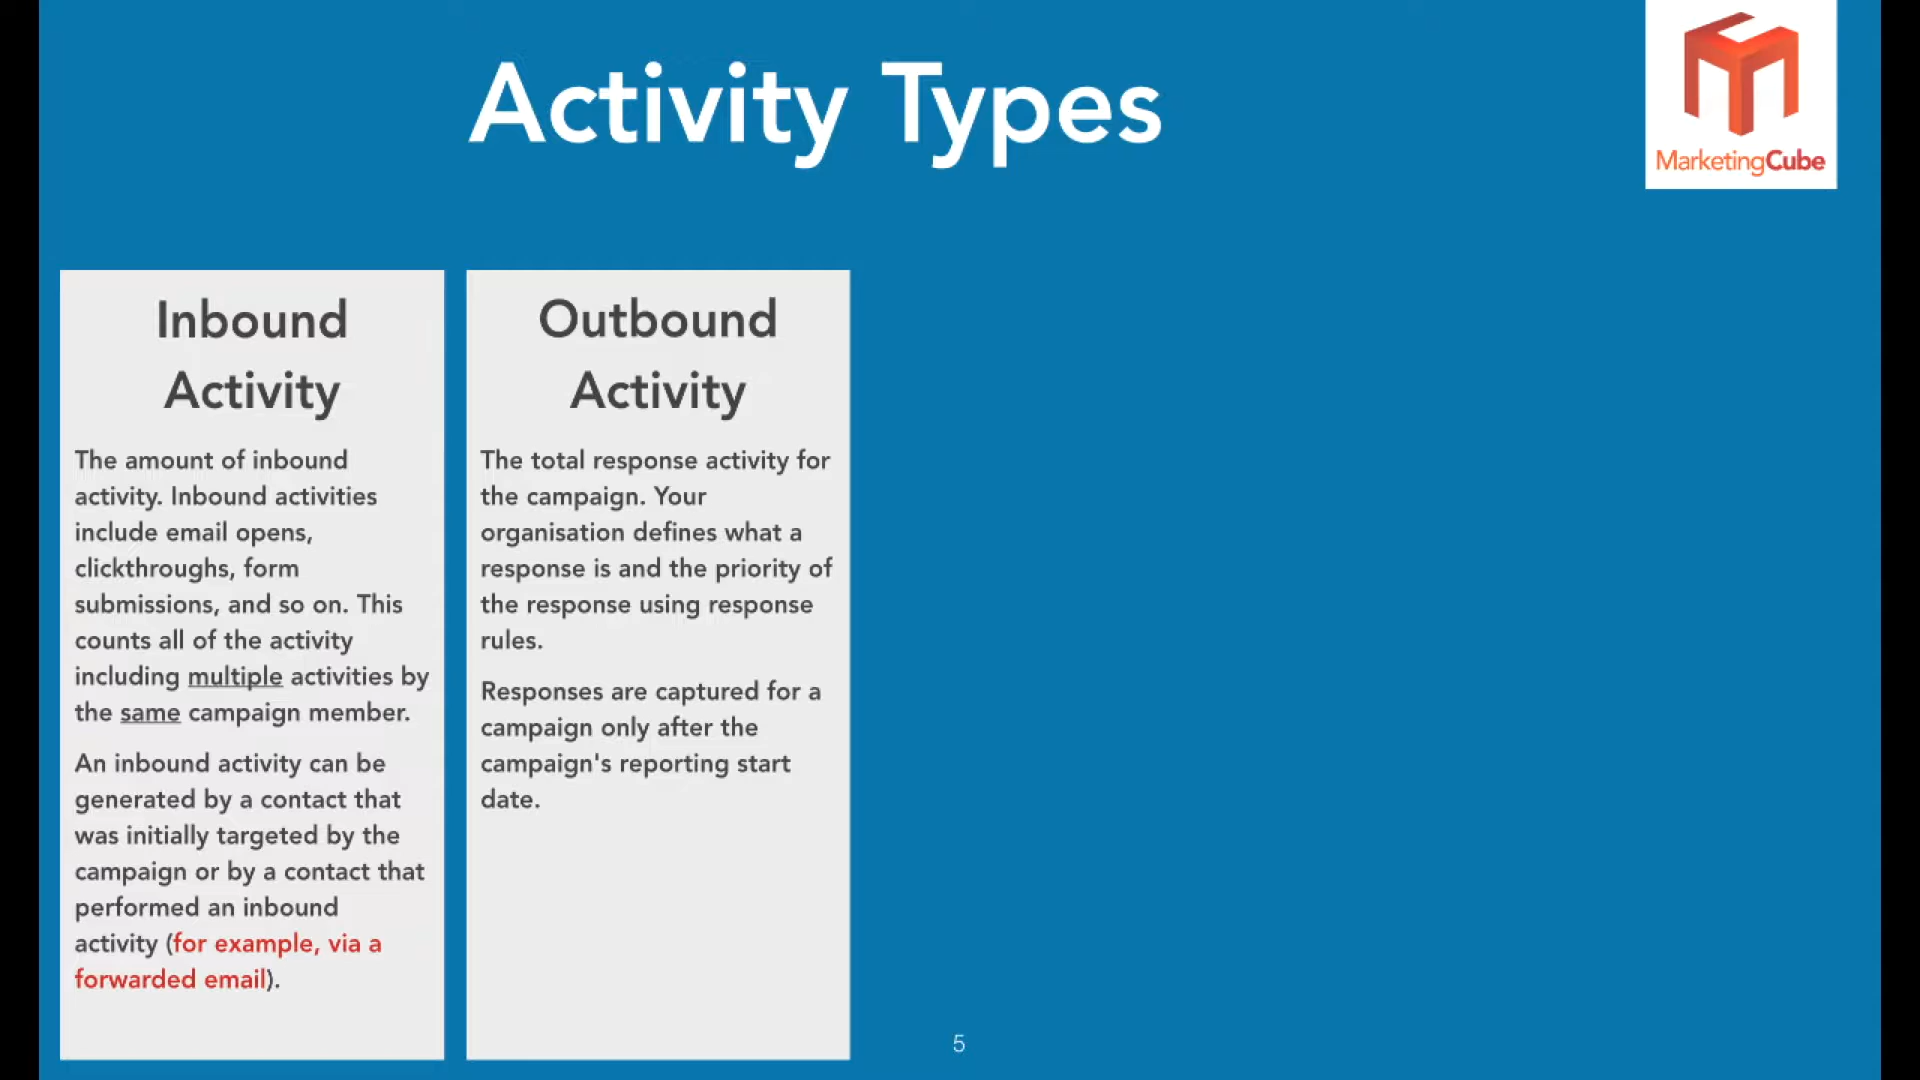 Activity Types
MarketingCube
Inbound
Activity
The amount of inbound
activity. Inbound activities
include email opens,
clickthroughs, form
submissions, and so on. This
counts all of the activity
including multiple activities by
the same campaign member.
An inbound activity can be
generated by a contact that
was initially targeted by the
campaign or by a contact that
performed an inbound
activity (for example, via a
forwarded email).
Outbound
Activity
The total response activity for
the campaign. Your
organisation defines what a
response is and the priority of
the response using response
rules.
Responses are captured for a
campaign only after the
campaign's reporting start
date.
5